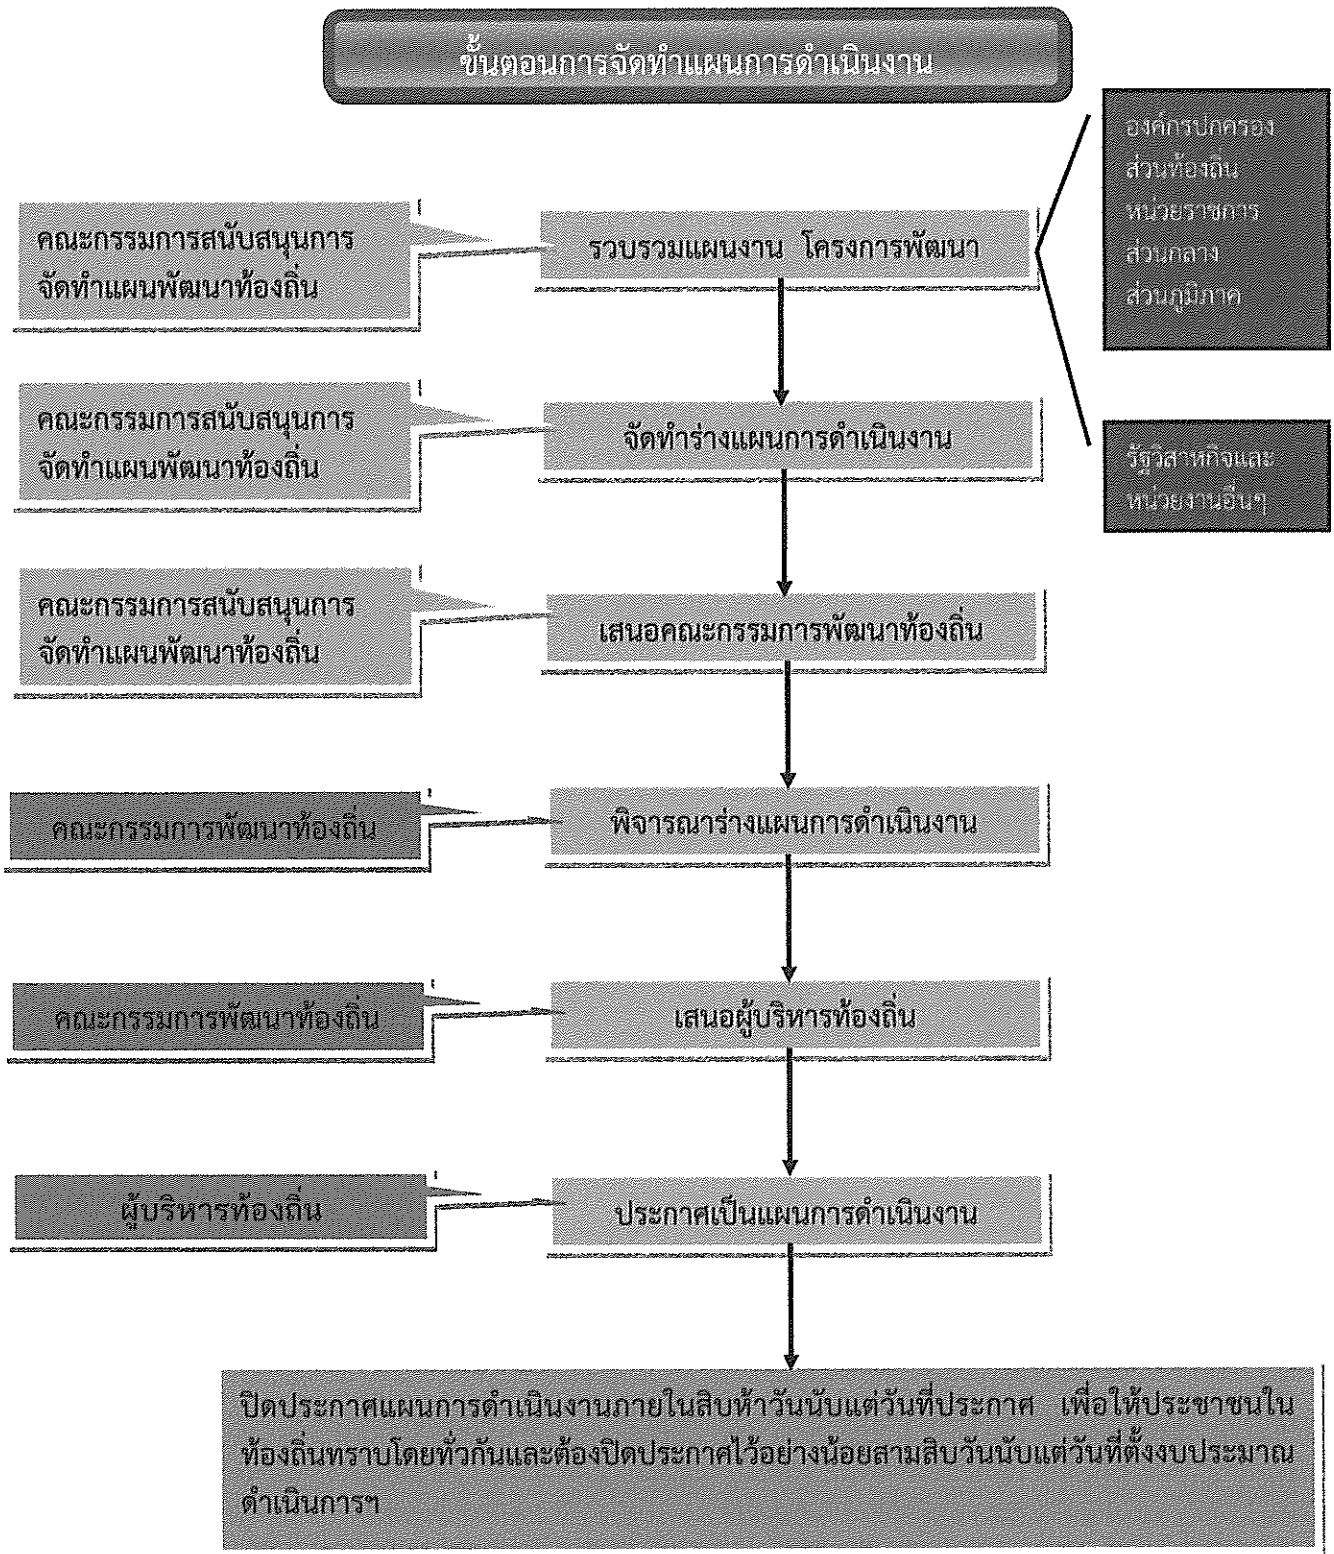 ขั้นตอนการจัดทำแผนการดำเนินงาน
องค์กรปกครอง
ส่วนท้องถิ่น
หน่วยราชการ
ส่วนกลาง
ส่วนภูมิภาค
คณะกรรมการสนับสนุนการ
จัดทำแผนพัฒนาท้องถิ่น
รวบรวมแผนงาน โครงการพัฒนา
คณะกรรมการสนับสนุนการ
จัดทำแผนพัฒนาท้องถิ่น
จัดทำร่างแผนการดำเนินงาน
รัฐวิสาหกิจและ
หน่วยงานอื่นๆ
คณะกรรมการสนับสนุนการ
จัดทำแผนพัฒนาท้องถิ่น
เสนอคณะกรรมการพัฒนาท้องถิ่น
คณะกรรมการพัฒนาท้องถิ่น
พิจารณาร่างแผนการดำเนินงาน
คณะกรรมการพัฒนาท้องถิ่น
เสนอผู้บริหารท้องถิ่น
ผู้บริหารท้องถิ่น
ประกาศเป็นแผนการดำเนินงาน
ปิดประกาศแผนการดำเนินงานภายในสิบห้าวันนับแต่วันที่ประกาศ เพื่อให้ประชาชนใน
ท้องถิ่นทราบโดยทั่วกันและต้องปิดประกาศไว้อย่างน้อยสามสิบวันนับแต่วันที่ตั้งงบประมาณ
ดำเนินการฯ